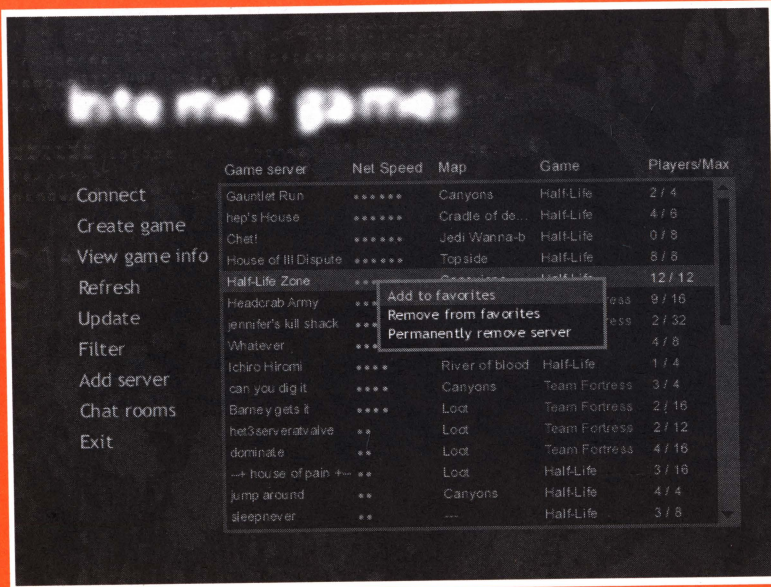 internet games
Game server Net Speed Map Game Players/Max
Connect
Create game
View game info
Refresh
Update
Filter
Add server
Chat rooms
Exit
Gauntlet Run ****** Canyons Half-Life 2 / 4
hep's House ****** Cradle of de... Half-Life 4 / 6
Chet! ****** Jedi Wanna-b Half-Life 0 / 8
House of Ill Dispute ****** Topside Half-Life 8 / 8
Half-Life Zone 12 / 12
Headcrab Army 9 / 16
jennifer's kill shack 2 / 32
Whatever 4 / 8
Add to favorites
Remove from favorites
Permanently remove server
Ichiro Hiromi **** River of blood Half-Life 1 / 4
can you dig it **** Canyons Team Fortress 3 / 4
Barney gets it **** Loot Team Fortress 2 / 16
het3serveratvalve ** Loot Team Fortress 2 / 12
dominate ** Loot Team Fortress 4 / 16
---+ house of pain +--- ** Loot Half-Life 3 / 16
jump around ** Canyons Half-Life 4 / 4
sleepnever ** --- Half-Life 3 / 8